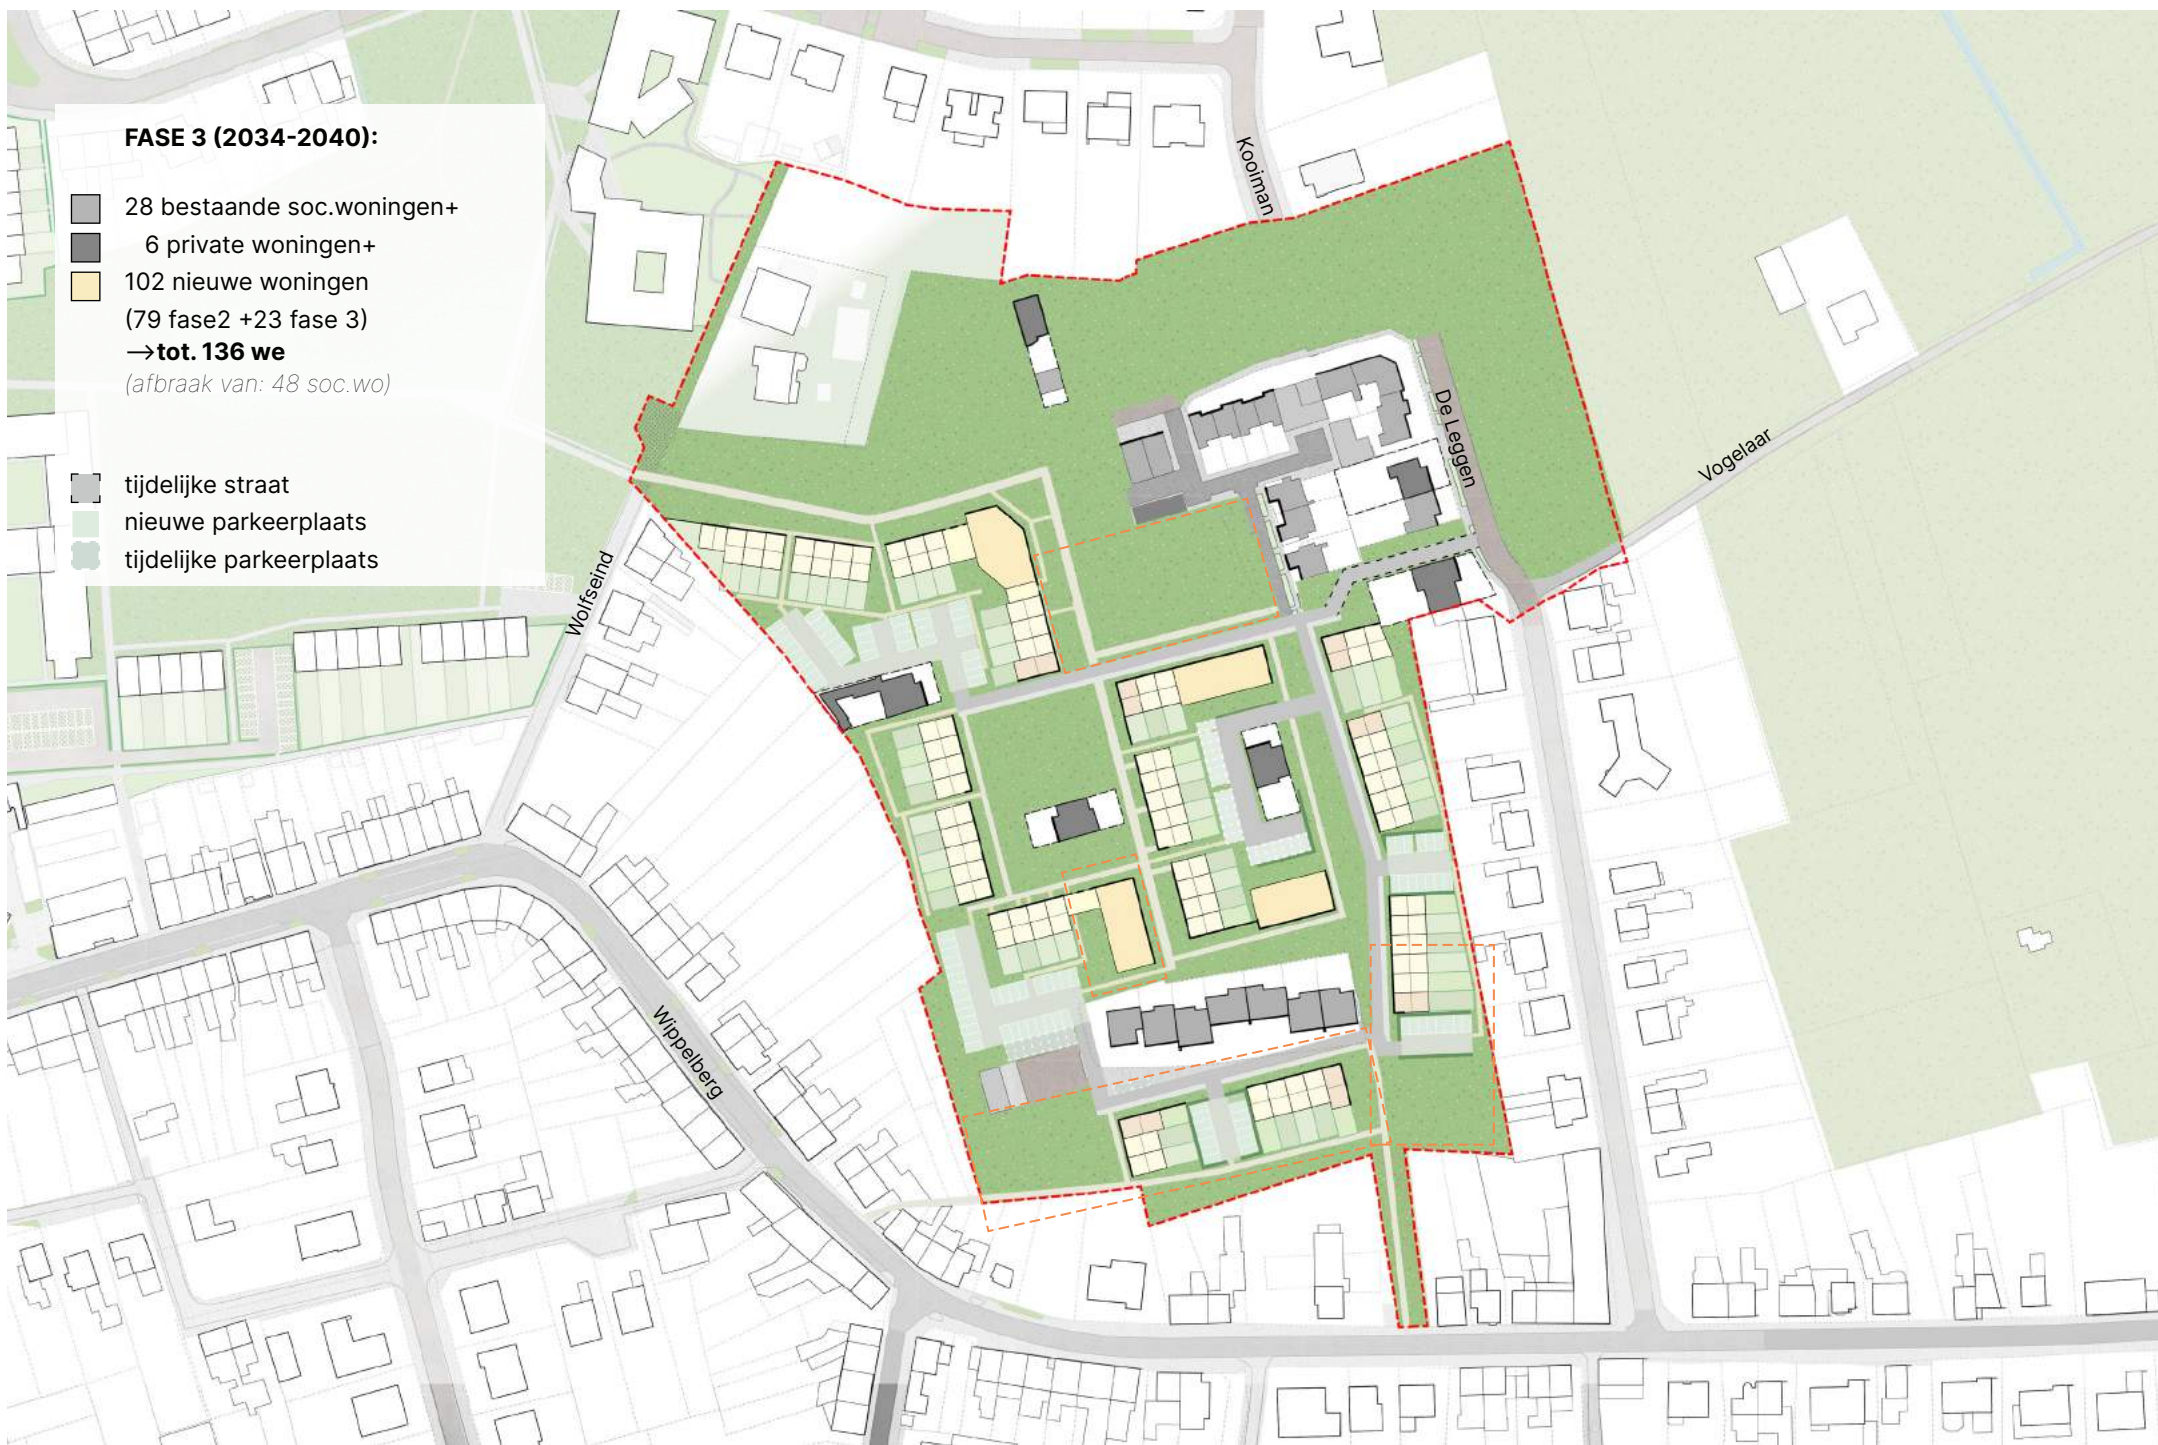 FASE 3 (2034-2040):
28 bestaande soc.woningen+
6 private woningen+
102 nieuwe woningen
(79 fase2 +23 fase 3)
→tot. 136 we
(afbraak van: 48 soc.wo)
tijdelijke straat
nieuwe parkeerplaats
tijdelijke parkeerplaats
Kooiman
De Leggen
Vogelaar
Wolfseind
Wippelberg